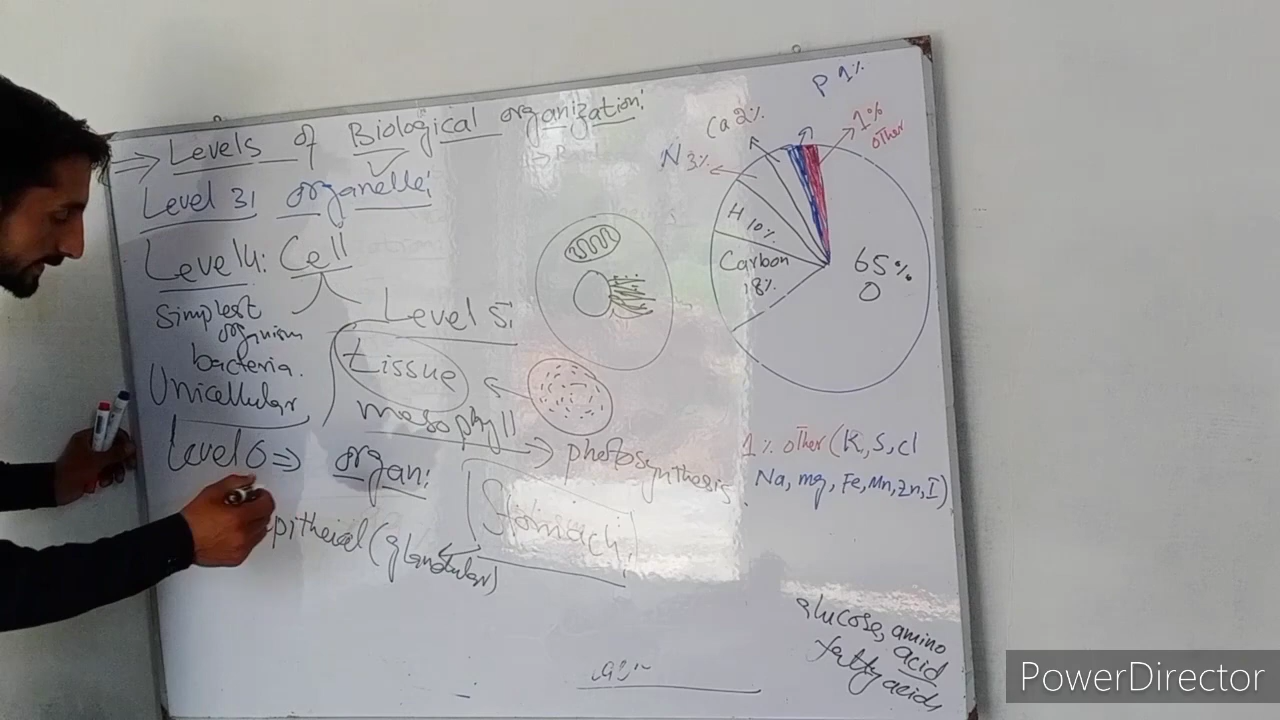 ⇒ Levels of Biological organization:
Level 3: organelle:
Level 4: Cell
Simplest
organism
bacteria.
Unicellular
Level 5:
tissue
mesophyll → photosynthesis
Level 6 ⇒ organ:
Stomach
pitheical (glandular)
P 1%
Ca 2%
1%
other
N 3%
H 10%
Carbon
18%
65%
O
1% other (K, S, Cl
Na, mg, Fe, Mn, Zn, I)
glucose, amino
acid
fatty acids
PowerDirector